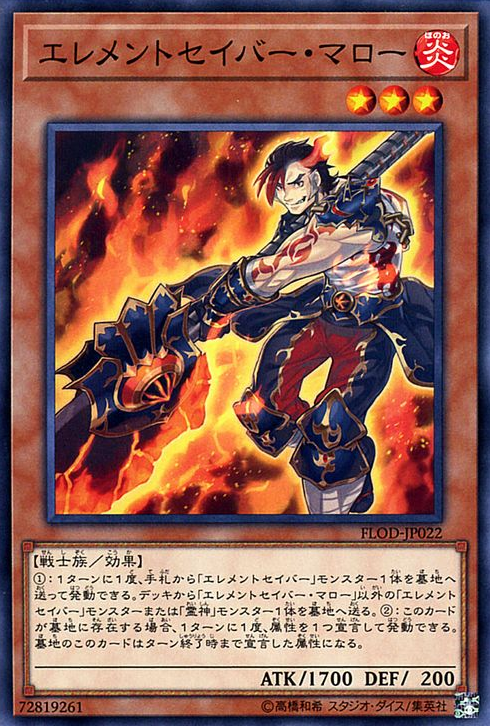 エレメントセイバー・マロー
炎
ほのお
FLOD-JP022
【戦士族/効果】
①:1ターンに1度、手札から「エレメントセイバー」モンスター1体を墓地へ
送って発動できる。デッキから「エレメントセイバー・マロー」以外の「エレメント
セイバー」モンスターまたは「霊神」モンスター1体を墓地へ送る。②:このカード
が墓地に存在する場合、1ターンに1度、属性を1つ宣言して発動できる。
墓地のこのカードはターン終了時まで宣言した属性になる。
ATK/1700 DEF/ 200
72819261
©高橋和希 スタジオ・ダイス/集英社